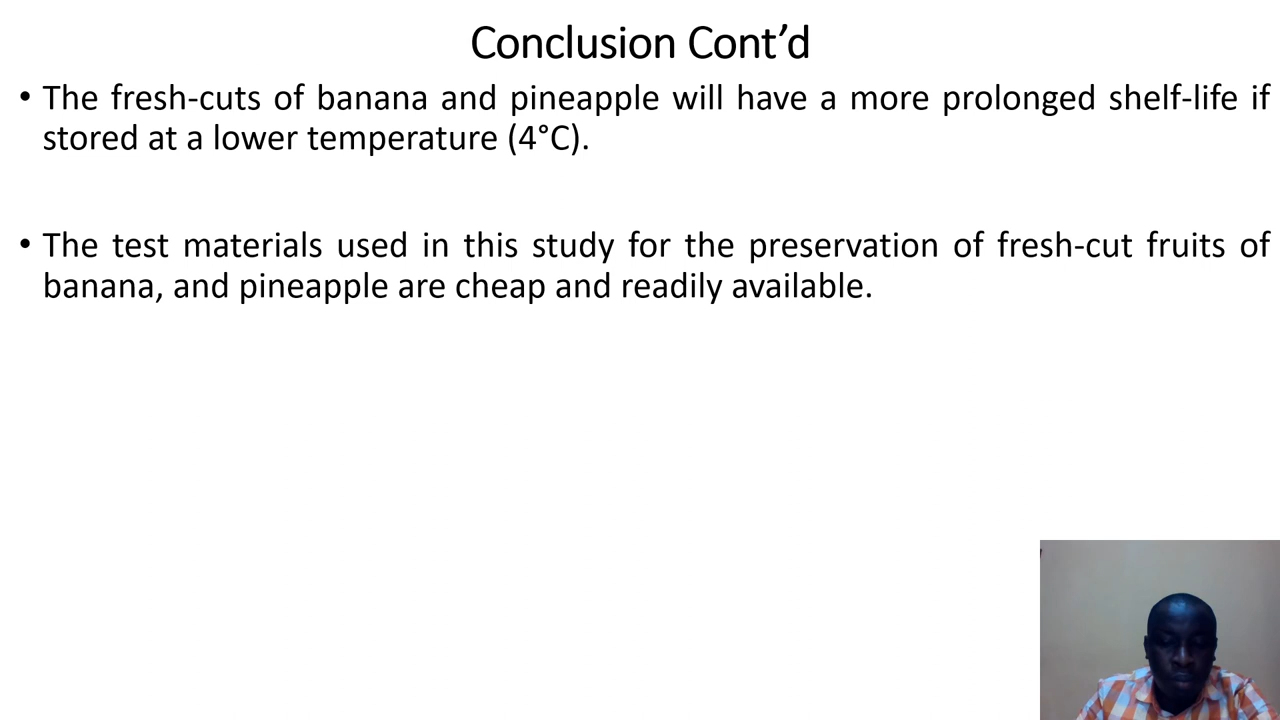 Conclusion Cont’d
• The fresh-cuts of banana and pineapple will have a more prolonged shelf-life if
stored at a lower temperature (4°C).
• The test materials used in this study for the preservation of fresh-cut fruits of
banana, and pineapple are cheap and readily available.